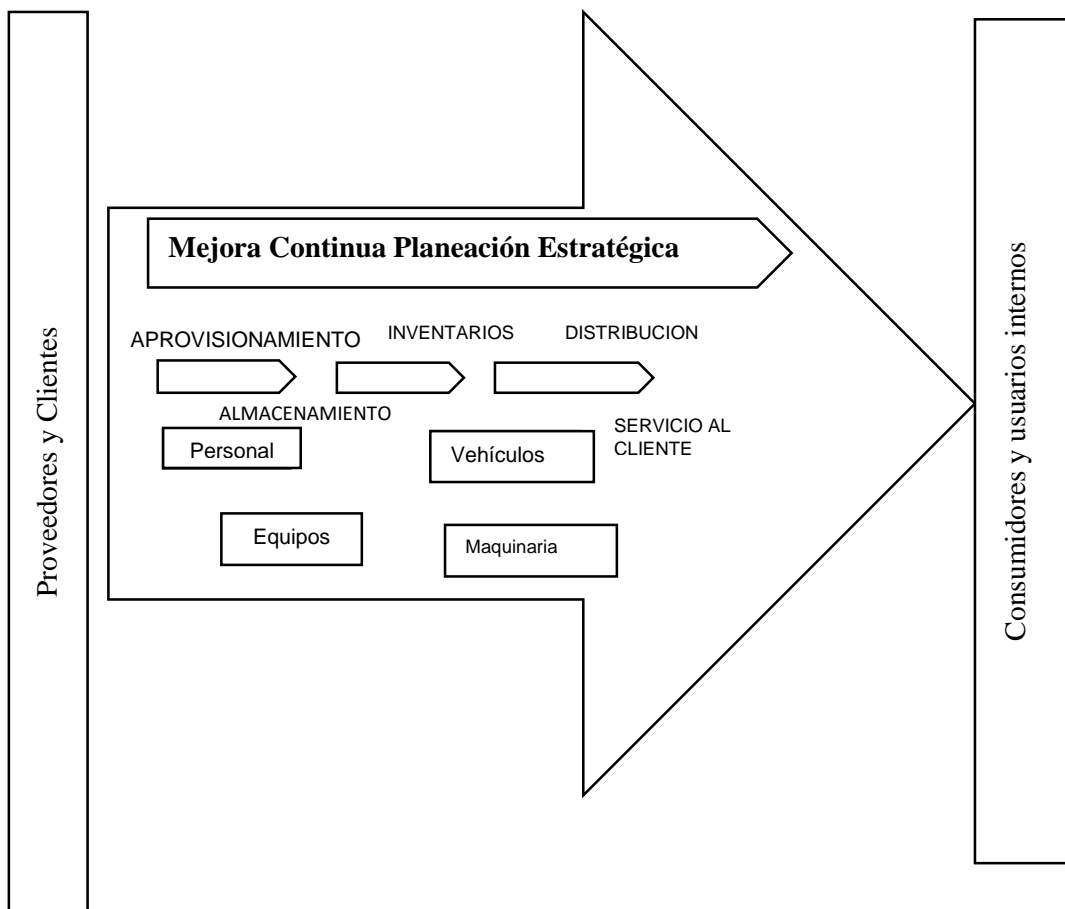 Proveedores y Clientes
Mejora Continua Planeación Estratégica
APROVISIONAMIENTO
INVENTARIOS
DISTRIBUCION
ALMACENAMIENTO
SERVICIO AL
CLIENTE
Personal
Vehículos
Equipos
Maquinaria
Consumidores y usuarios internos